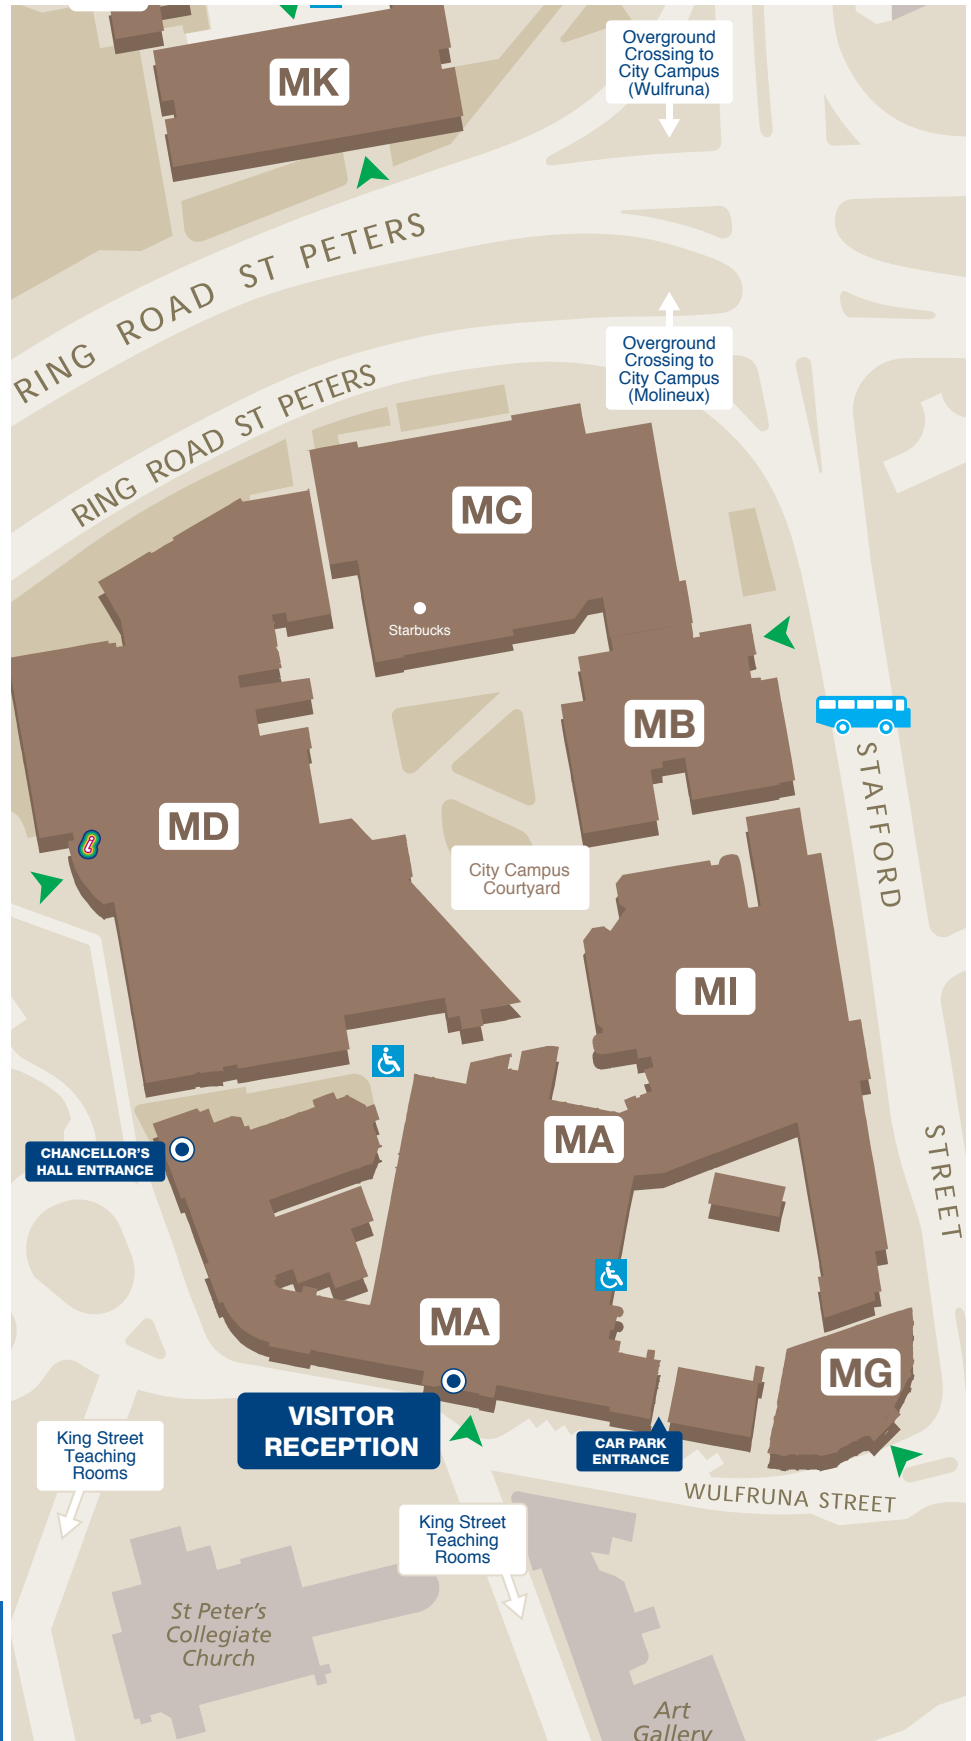 MK
Overground
Crossing to
City Campus
(Wulfruna)
RING ROAD ST PETERS
Overground
Crossing to
City Campus
(Molineux)
RING ROAD ST PETERS
MC
Starbucks
MB
STAFFORD
MD
i
City Campus
Courtyard
MI
MA
STREET
CHANCELLOR'S
HALL ENTRANCE
MA
MG
VISITOR
RECEPTION
CAR PARK
ENTRANCE
King Street
Teaching
Rooms
WULFRUNA STREET
King Street
Teaching
Rooms
St Peter's
Collegiate
Church
Art
Gallery